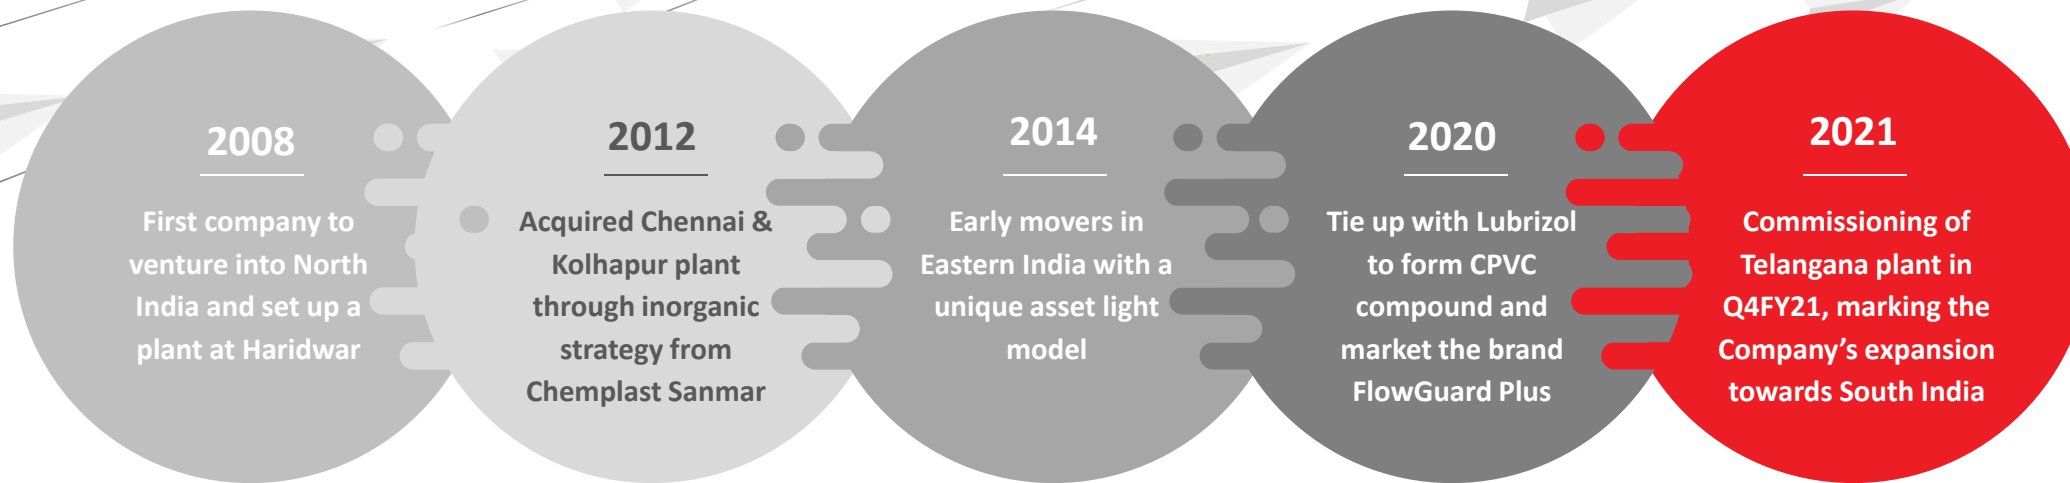 2008
First company to
venture into North
India and set up a
plant at Haridwar
2012
Acquired Chennai &
Kolhapur plant
through inorganic
strategy from
Chemplast Sanmar
2014
Early movers in
Eastern India with a
unique asset light
model
2020
Tie up with Lubrizol
to form CPVC
compound and
market the brand
FlowGuard Plus
2021
Commissioning of
Telangana plant in
Q4FY21, marking the
Company’s expansion
towards South India